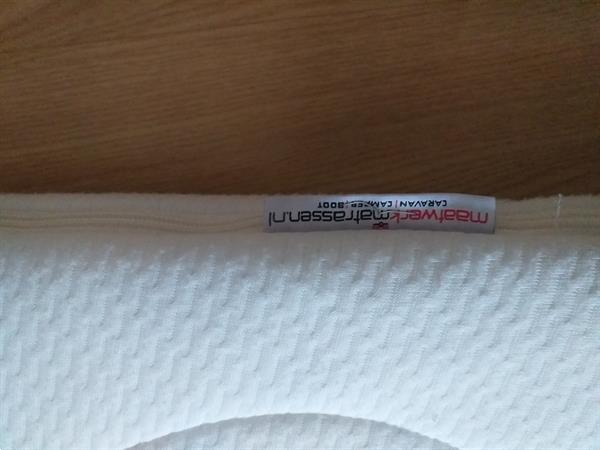 maatwerkmatrassen.nl
CARAVAN | CAMPER | BOOT